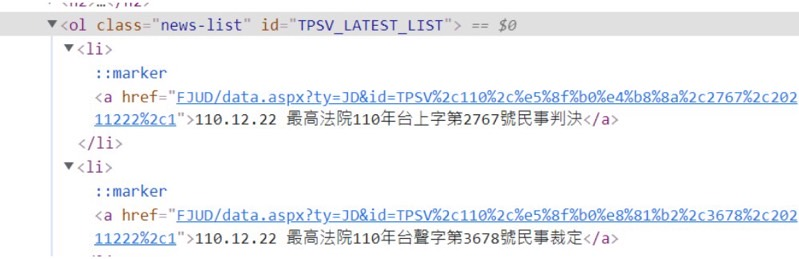 <h2>…</h2>
▼<ol class="news-list" id="TPSV_LATEST_LIST"> == $0
▼<li>
::marker
<a href="FJUD/data.aspx?ty=JD&id=TPSV%2c110%2c%e5%8f%b0%e4%b8%8a%2c2767%2c202
11222%2c1">110.12.22 最高法院110年台上字第2767號民事判決</a>
</li>
▼<li>
::marker
<a href="FJUD/data.aspx?ty=JD&id=TPSV%2c110%2c%e5%8f%b0%e8%81%b2%2c3678%2c202
11222%2c1">110.12.22 最高法院110年台聲字第3678號民事裁定</a>